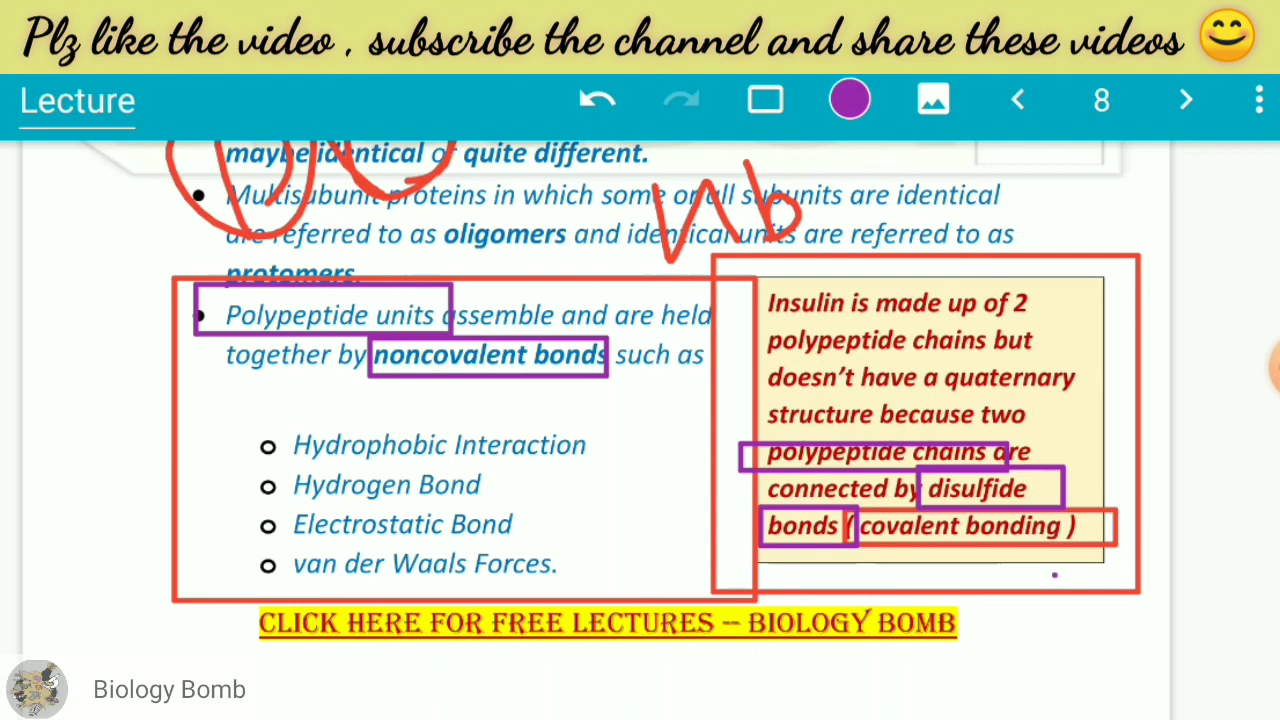 Plz like the video , subscribe the channel and share these videos 😊
Lecture 8
maybe identical or quite different.
Multisubunit proteins in which some or all subunits are identical
are referred to as oligomers and identical units are referred to as
protomers.
Hb
Polypeptide units assemble and are held
together by noncovalent bonds such as
Hydrophobic Interaction
Hydrogen Bond
Electrostatic Bond
van der Waals Forces.
Insulin is made up of 2
polypeptide chains but
doesn't have a quaternary
structure because two
polypeptide chains are
connected by disulfide
bonds ( covalent bonding )
CLICK HERE FOR FREE LECTURES -- BIOLOGY BOMB
Biology Bomb